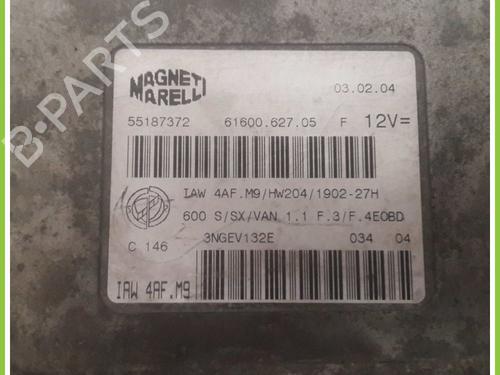 MAGNETI MARELLI
03.02.04
55187372 61600.627.05 F 12V=
IAW 4AF.M9/HW204/1902-27H
600 S/SX/VAN 1.1 F.3/F.4EOBD
C 146
3NGEV132E 034 04
IAW 4AF.M9
B-PARTS